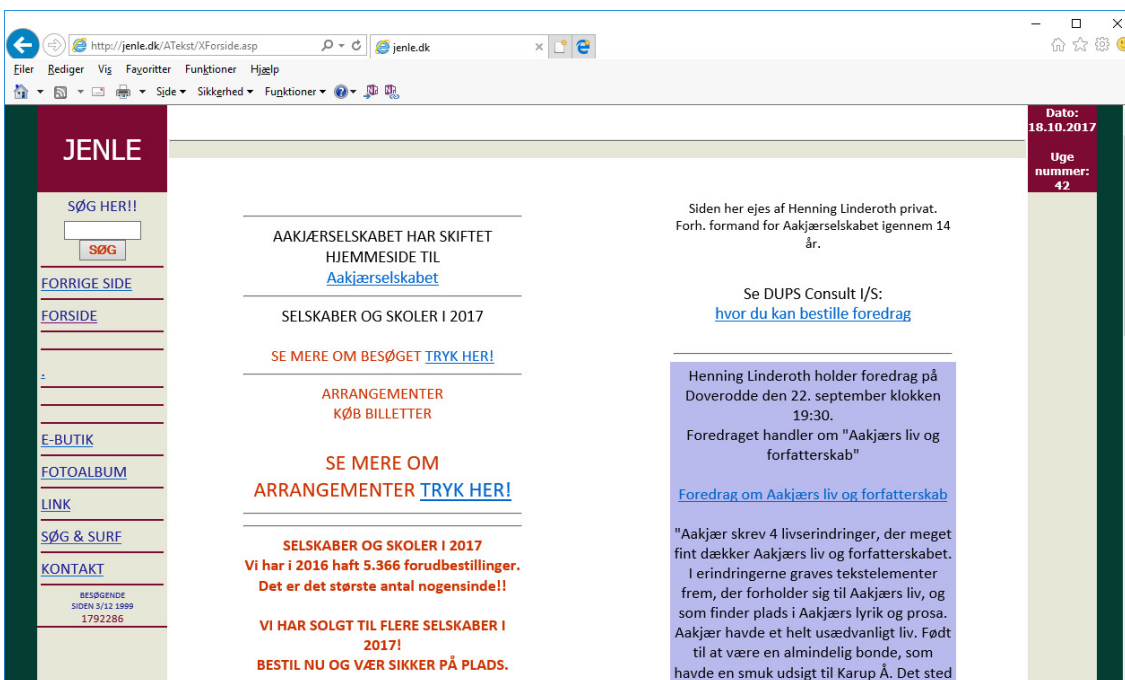 http://jenle.dk/ATekst/XForside.asp
jenle.dk
Filer Rediger Vis Favoritter Funktioner Hjælp
Side Sikkerhed Funktioner
JENLE
Dato:
18.10.2017
Uge
nummer:
42
SØG HER!!
SØG
FORRIGE SIDE
FORSIDE
.
E-BUTIK
FOTOALBUM
LINK
SØG & SURF
KONTAKT
BESØGENDE
SIDEN 3/12 1999
1792286
AAKJÆRSELSKABET HAR SKIFTET
HJEMMESIDE TIL
Aakjærselskabet
SELSKABER OG SKOLER I 2017
SE MERE OM BESØGET TRYK HER!
ARRANGEMENTER
KØB BILLETTER
SE MERE OM
ARRANGEMENTER TRYK HER!
SELSKABER OG SKOLER I 2017
Vi har i 2016 haft 5.366 forudbestillinger.
Det er det største antal nogensinde!!
VI HAR SOLGT TIL FLERE SELSKABER I
2017!
BESTIL NU OG VÆR SIKKER PÅ PLADS.
Siden her ejes af Henning Linderoth privat.
Forh. formand for Aakjærselskabet igennem 14
år.
Se DUPS Consult I/S:
hvor du kan bestille foredrag
Henning Linderoth holder foredrag på
Doverodde den 22. september klokken
19:30.
Foredraget handler om "Aakjærs liv og
forfatterskab"
Foredrag om Aakjærs liv og forfatterskab
"Aakjær skrev 4 livserindringer, der meget
fint dækker Aakjærs liv og forfatterskabet.
I erindringerne graves tekstelementer
frem, der forholder sig til Aakjærs liv, og
som finder plads i Aakjærs lyrik og prosa.
Aakjær havde et helt usædvanligt liv. Født
til at være en almindelig bonde, som
havde en smuk udsigt til Karup Å. Det sted